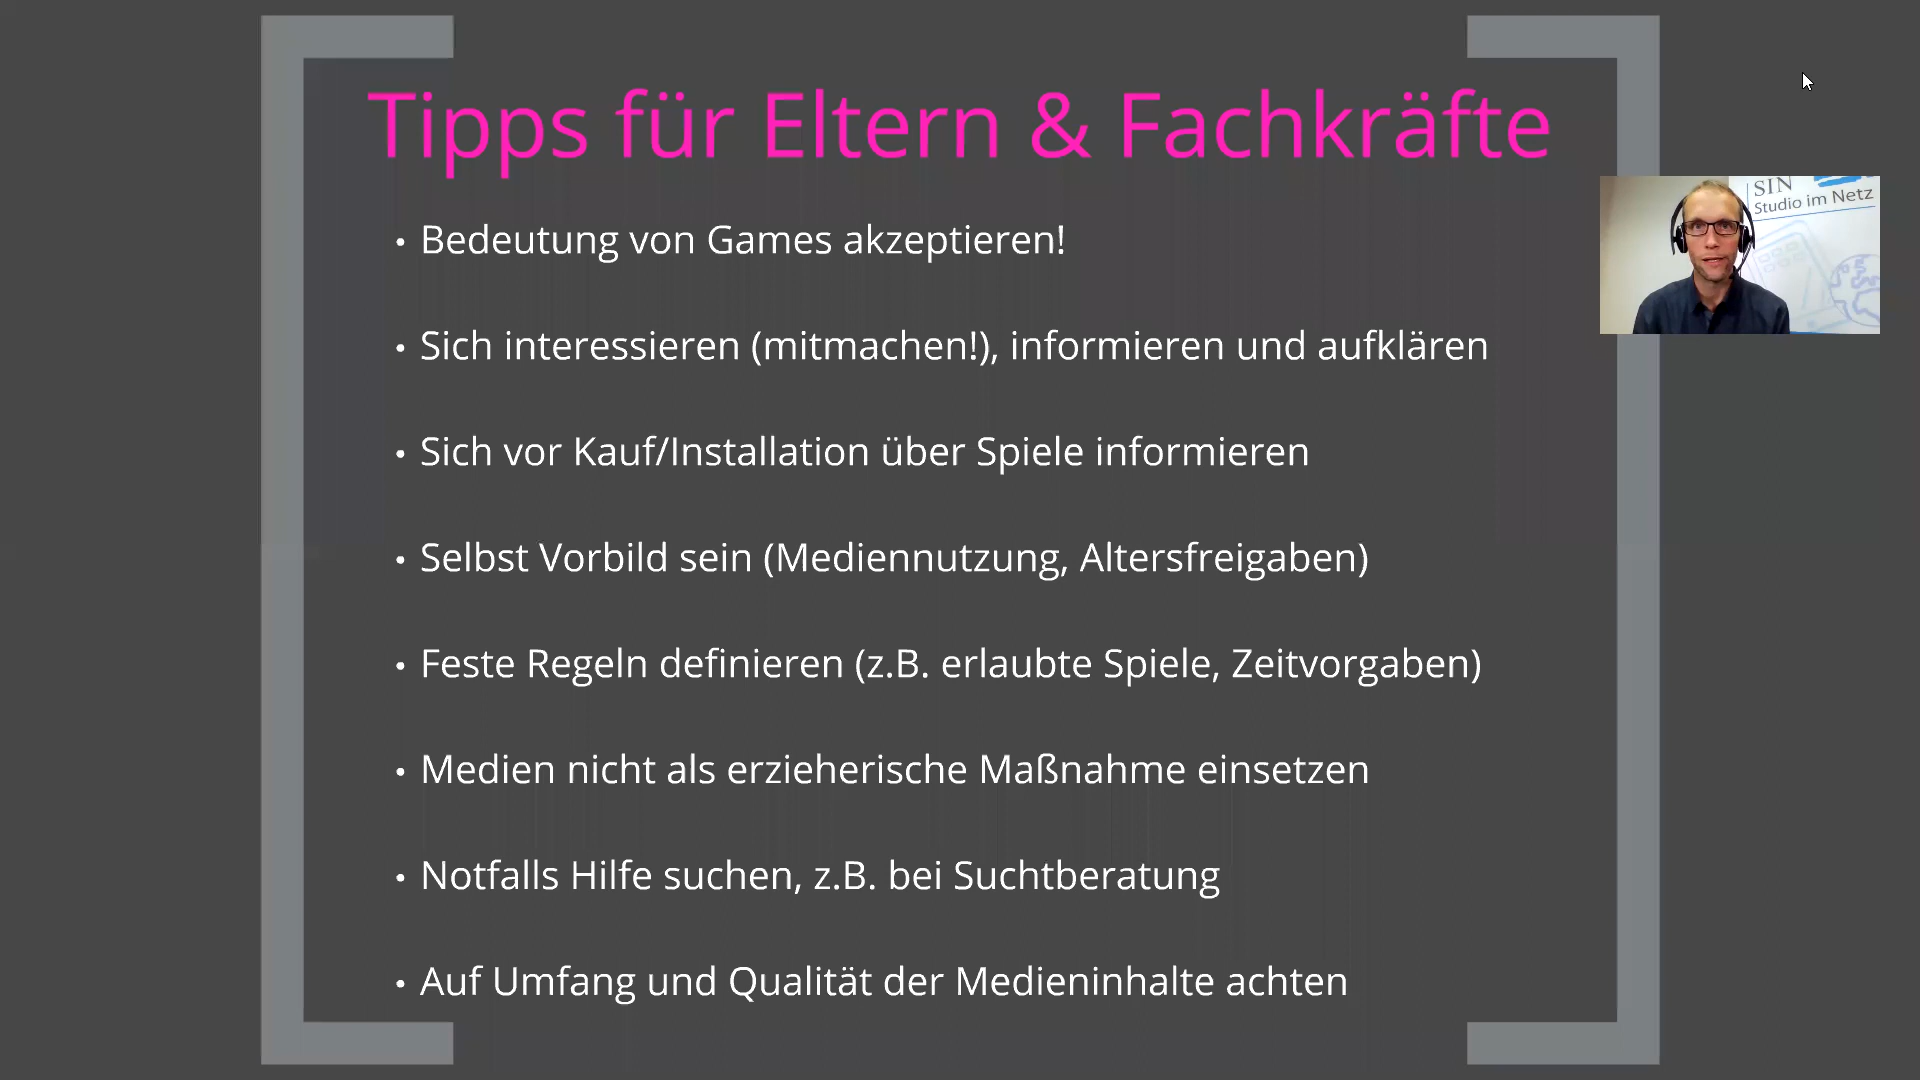 Tipps für Eltern & Fachkräfte
• Bedeutung von Games akzeptieren!
• Sich interessieren (mitmachen!), informieren und aufklären
• Sich vor Kauf/Installation über Spiele informieren
• Selbst Vorbild sein (Mediennutzung, Altersfreigaben)
• Feste Regeln definieren (z.B. erlaubte Spiele, Zeitvorgaben)
• Medien nicht als erzieherische Maßnahme einsetzen
• Notfalls Hilfe suchen, z.B. bei Suchtberatung
• Auf Umfang und Qualität der Medieninhalte achten
SIN
Studio im Netz